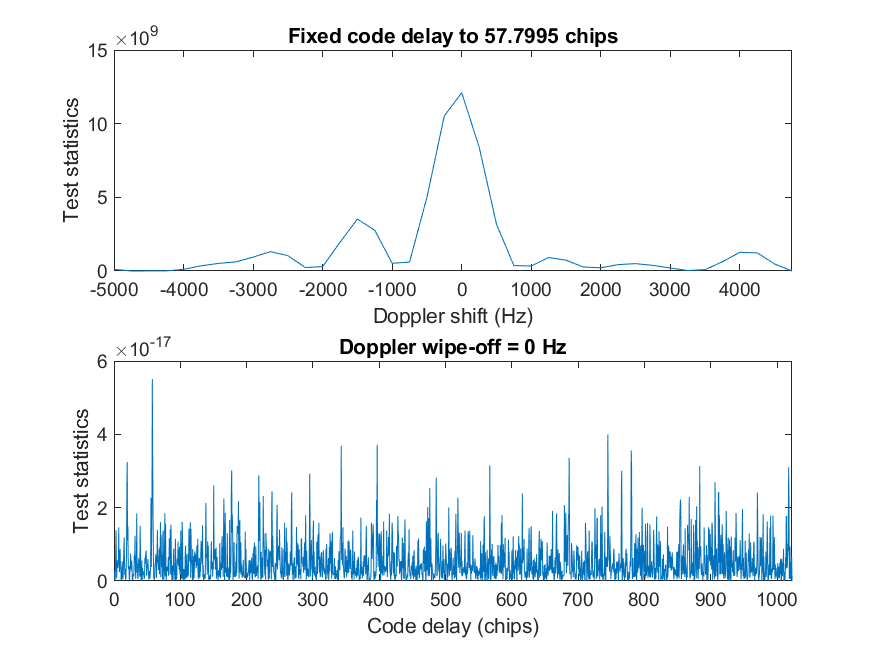 Fixed code delay to 57.7995 chips
×10^9
15
10
5
0
Test statistics
-5000 -4000 -3000 -2000 -1000 0 1000 2000 3000 4000
Doppler shift (Hz)
Doppler wipe-off = 0 Hz
×10^-17
6
4
2
0
Test statistics
0 100 200 300 400 500 600 700 800 900 1000
Code delay (chips)